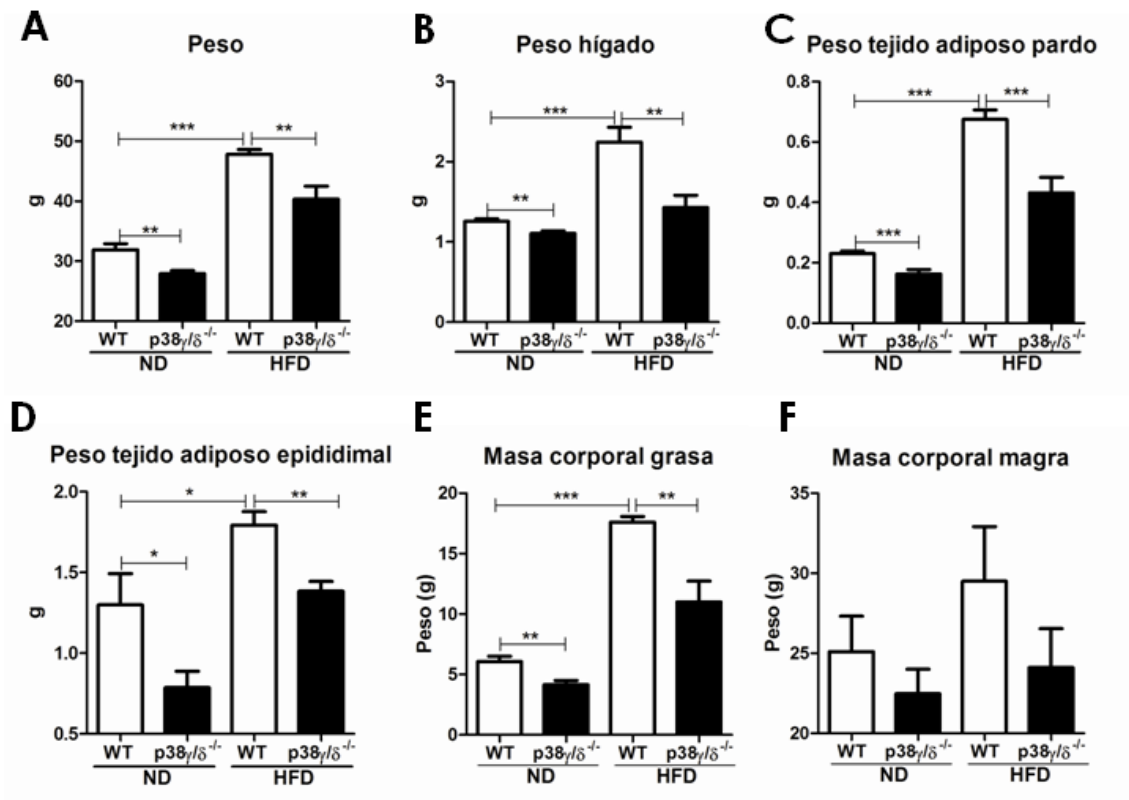 A
Peso
60
50
40
30
20
g
***
**
**
WT p38γ/δ-/- WT p38γ/δ-/-
ND HFD
B
Peso hígado
3
2
1
0
g
***
**
**
WT p38γ/δ-/- WT p38γ/δ-/-
ND HFD
C
Peso tejido adiposo pardo
0.8
0.6
0.4
0.2
0.0
g
***
***
***
WT p38γ/δ-/- WT p38γ/δ-/-
ND HFD
D
Peso tejido adiposo epididimal
2.0
1.5
1.0
0.5
g
*
**
*
WT p38γ/δ-/- WT p38γ/δ-/-
ND HFD
E
Masa corporal grasa
20
15
10
5
0
Peso (g)
***
**
**
WT p38γ/δ-/- WT p38γ/δ-/-
ND HFD
F
Masa corporal magra
35
30
25
20
Peso (g)
WT p38γ/δ-/- WT p38γ/δ-/-
ND HFD